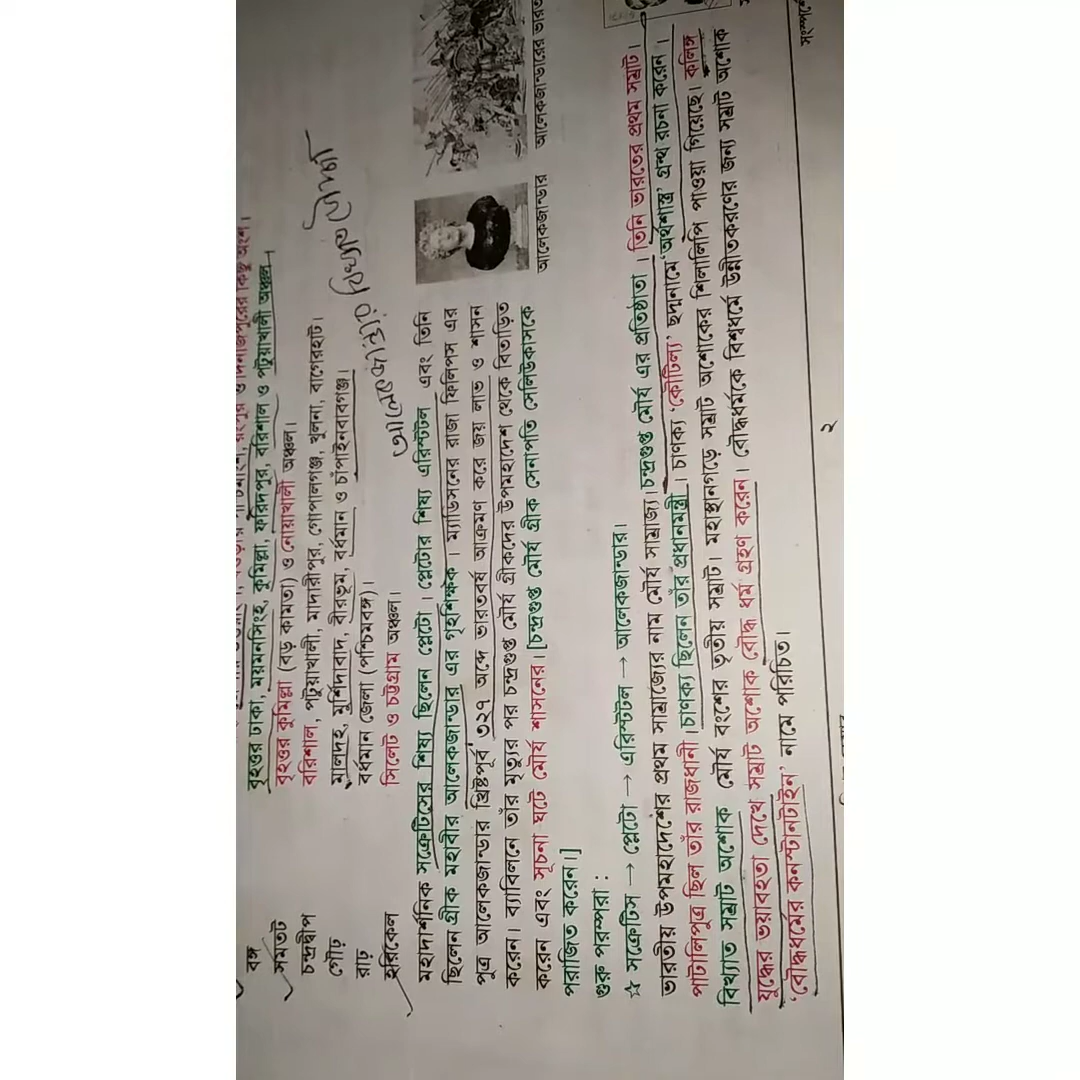 বঙ্গ
বৃহত্তর ঢাকা, ময়মনসিংহ, কুমিল্লা, ফরিদপুর, বরিশাল ও পটুয়াখালী অঞ্চল।
সমতট
বৃহত্তর কুমিল্লা (বড় কামতা) ও নোয়াখালী অঞ্চল।
চন্দ্রদ্বীপ
বরিশাল, পটুয়াখালী, মাদারীপুর, গোপালগঞ্জ, খুলনা, বাগেরহাট।
গৌঢ়
মালদহ, মুর্শিদাবাদ, বীরভূম, বর্ধমান ও চাঁপাইনবাবগঞ্জ।
রাঢ়
বর্ধমান জেলা (পশ্চিমবঙ্গ)।
হরিকেল
সিলেট ও চট্টগ্রাম অঞ্চল।
মহাদার্শনিক সক্রেটিসের শিষ্য ছিলেন প্লেটো। প্লেটোর শিষ্য এরিস্টটল এবং তিনি
ছিলেন গ্রীক মহাবীর আলেকজান্ডার এর গৃহশিক্ষক। ম্যাডিসনের রাজা ফিলিপস এর
পুত্র আলেকজান্ডার খ্রিষ্টপূর্ব ৩২৭ অব্দে ভারতবর্ষ আক্রমণ করে জয় লাভ ও শাসন
করেন। ব্যাবিলনে তাঁর মৃত্যুর পর চন্দ্রগুপ্ত মৌর্য গ্রীকদের উপমহাদেশ থেকে বিতাড়িত
করেন এবং সূচনা ঘটে মৌর্য শাসনের। [চন্দ্রগুপ্ত মৌর্য গ্রীক সেনাপতি সেলিউকাসকে
পরাজিত করেন।]
আলেকজান্ডার
আলেকজান্ডারের ভারত
গুরু পরম্পরা :
☆ সক্রেটিস → প্লেটো → এরিস্টটল → আলেকজান্ডার।
ভারতীয় উপমহাদেশের প্রথম সাম্রাজ্যের নাম মৌর্য সাম্রাজ্য। চন্দ্রগুপ্ত মৌর্য এর প্রতিষ্ঠাতা। তিনি ভারতের প্রথম সম্রাট।
পাটালিপুত্র ছিল তাঁর রাজধানী। চাণক্য ছিলেন তাঁর প্রধানমন্ত্রী। চাণক্য ‘কৌটিল্য’ ছদ্মনামে ‘অর্থশাস্ত্র’ গ্রন্থ রচনা করেন।
বিখ্যাত সম্রাট অশোক মৌর্য বংশের তৃতীয় সম্রাট। মহাস্থানগড়ে সম্রাট অশোকের শিলালিপি পাওয়া গিয়েছে। কলিঙ্গ
যুদ্ধের ভয়াবহতা দেখে সম্রাট অশোক বৌদ্ধ ধর্ম গ্রহণ করেন। বৌদ্ধধর্মকে বিশ্বধর্মে উন্নীতকরণের জন্য সম্রাট অশোক
‘বৌদ্ধধর্মের কনস্টানটাইন’ নামে পরিচিত।
২